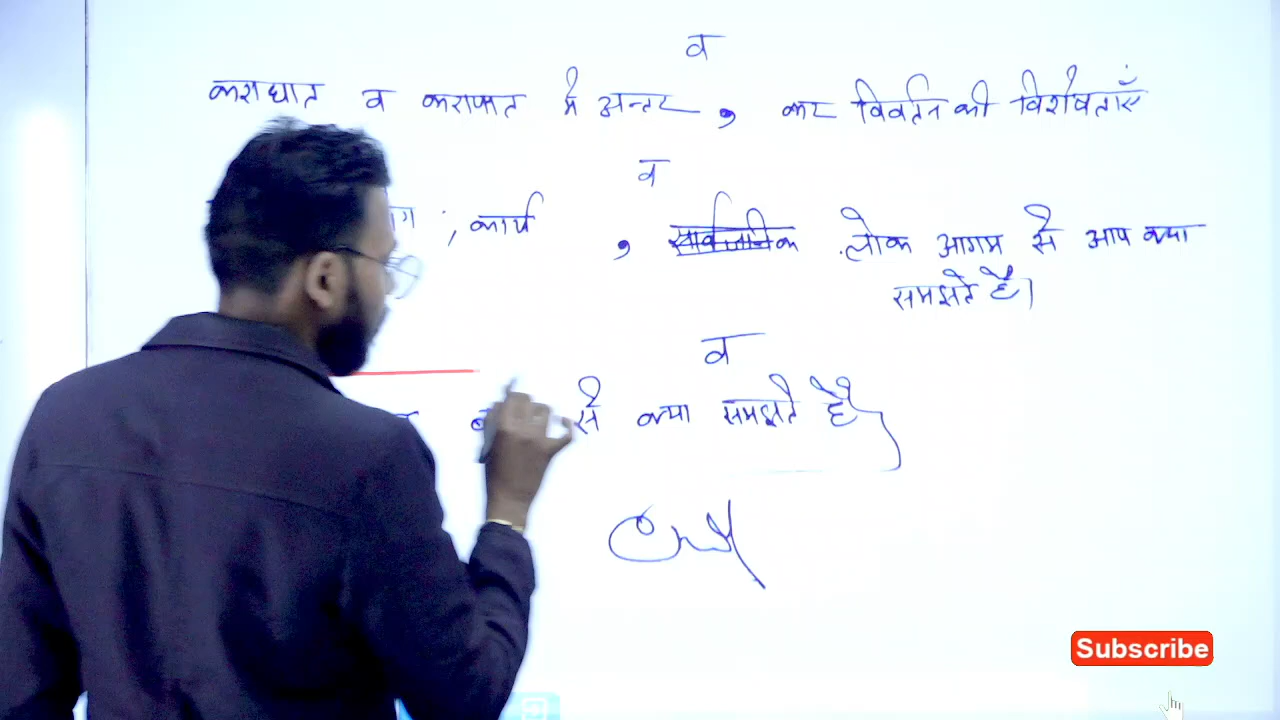 व
कराघात व करापात मे अन्तर , कर विवर्तन की विशेषताएँ
व
; कार्य , सार्वजनिक लोक आगम से आप क्या
समझते है।
व
से क्या समझते है
Subscribe